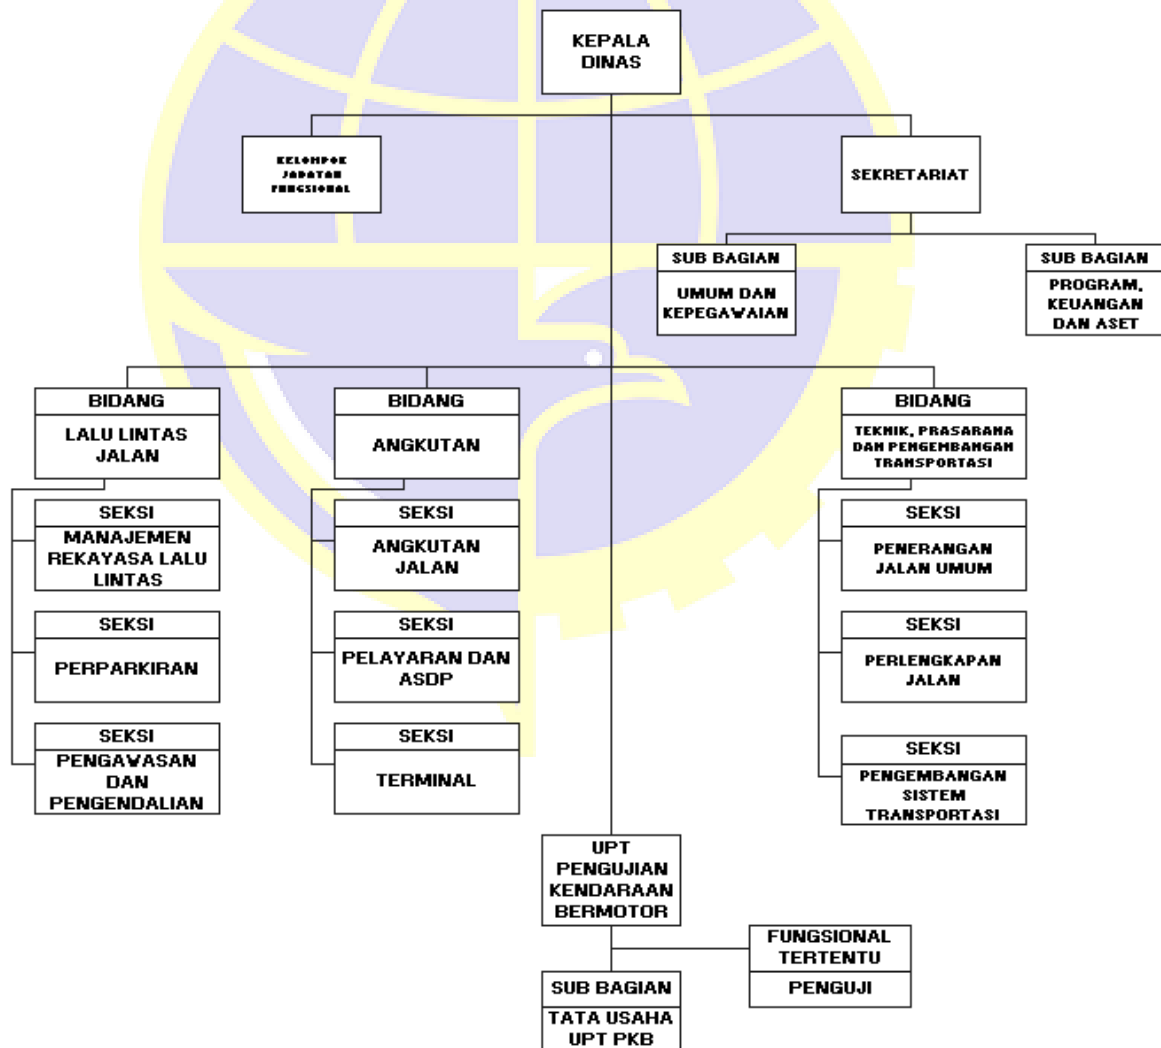 KEPALA
DINAS
KELOMPOK
JABATAN
FUNGSIONAL
SEKRETARIAT
SUB BAGIAN
UMUM DAN
KEPEGAWAIAN
SUB BAGIAN
PROGRAM,
KEUANGAN
DAN ASET
BIDANG
LALU LINTAS
JALAN
SEKSI
MANAJEMEN
REKAYASA LALU
LINTAS
SEKSI
PERPARKIRAN
SEKSI
PENGAWASAN
DAN
PENGENDALIAN
BIDANG
ANGKUTAN
SEKSI
ANGKUTAN
JALAN
SEKSI
PELAYARAN DAN
ASDP
SEKSI
TERMINAL
BIDANG
TEKNIK, PRASARANA
DAN PENGEMBANGAN
TRANSPORTASI
SEKSI
PENERANGAN
JALAN UMUM
SEKSI
PERLENGKAPAN
JALAN
SEKSI
PENGEMBANGAN
SISTEM
TRANSPORTASI
UPT
PENGUJIAN
KENDARAAN
BERMOTOR
FUNGSIONAL
TERTENTU
PENGUJI
SUB BAGIAN
TATA USAHA
UPT PKB